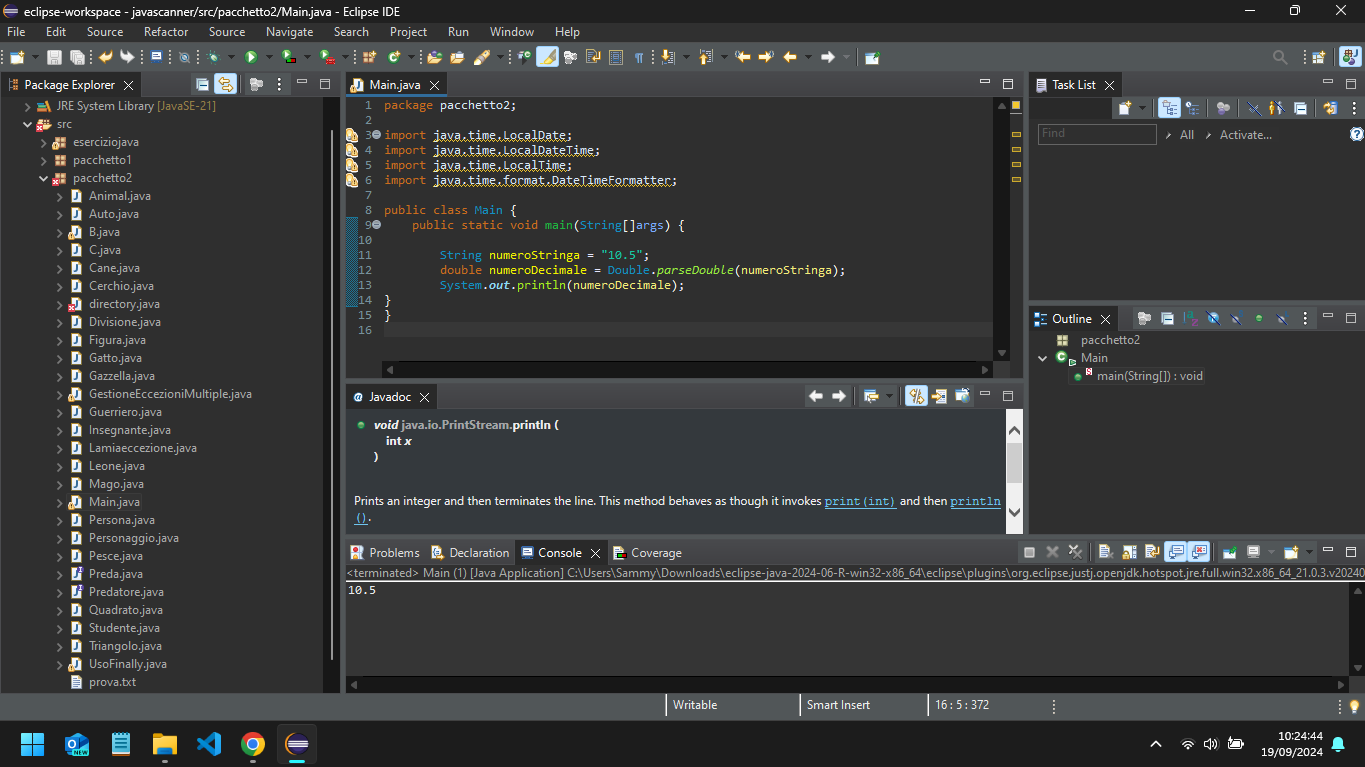 eclipse-workspace - javascanner/src/pacchetto2/Main.java - Eclipse IDE
File Edit Source Refactor Source Navigate Search Project Run Window Help
Package Explorer
JRE System Library [JavaSE-21]
src
eserciziojava
pacchetto1
pacchetto2
Animal.java
Auto.java
B.java
C.java
Cane.java
Cerchio.java
directory.java
Divisione.java
Figura.java
Gatto.java
Gazzella.java
GestioneEccezioniMultiple.java
Guerriero.java
Insegnante.java
Lamiaeccezione.java
Leone.java
Mago.java
Main.java
Persona.java
Personaggio.java
Pesce.java
Preda.java
Predatore.java
Quadrato.java
Studente.java
Triangolo.java
UsoFinally.java
prova.txt
Main.java
1 package pacchetto2;
2
3 import java.time.LocalDate;
4 import java.time.LocalDateTime;
5 import java.time.LocalTime;
6 import java.time.format.DateTimeFormatter;
7
8 public class Main {
9 public static void main(String[]args) {
10
11 String numeroStringa = "10.5";
12 double numeroDecimale = Double.parseDouble(numeroStringa);
13 System.out.println(numeroDecimale);
14 }
15 }
16
Javadoc
void java.io.PrintStream.println (
int x
)
Prints an integer and then terminates the line. This method behaves as though it invokes print(int) and then println
().
Task List
Find All Activate...
Outline
pacchetto2
Main
main(String[]) : void
Problems Declaration Console Coverage
<terminated> Main (1) [Java Application] C:\Users\Sammy\Downloads\eclipse-java-2024-06-R-win32-x86_64\eclipse\plugins\org.eclipse.justj.openjdk.hotspot.jre.full.win32.x86_64_21.0.3.v20240
10.5
Writable Smart Insert 16 : 5 : 372
NEW
10:24:44
19/09/2024